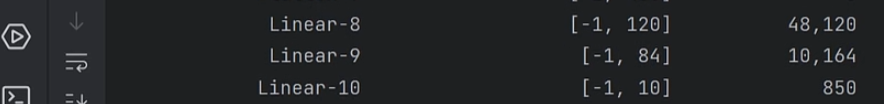 Linear-8 [-1, 120] 48,120
Linear-9 [-1, 84] 10,164
Linear-10 [-1, 10] 850